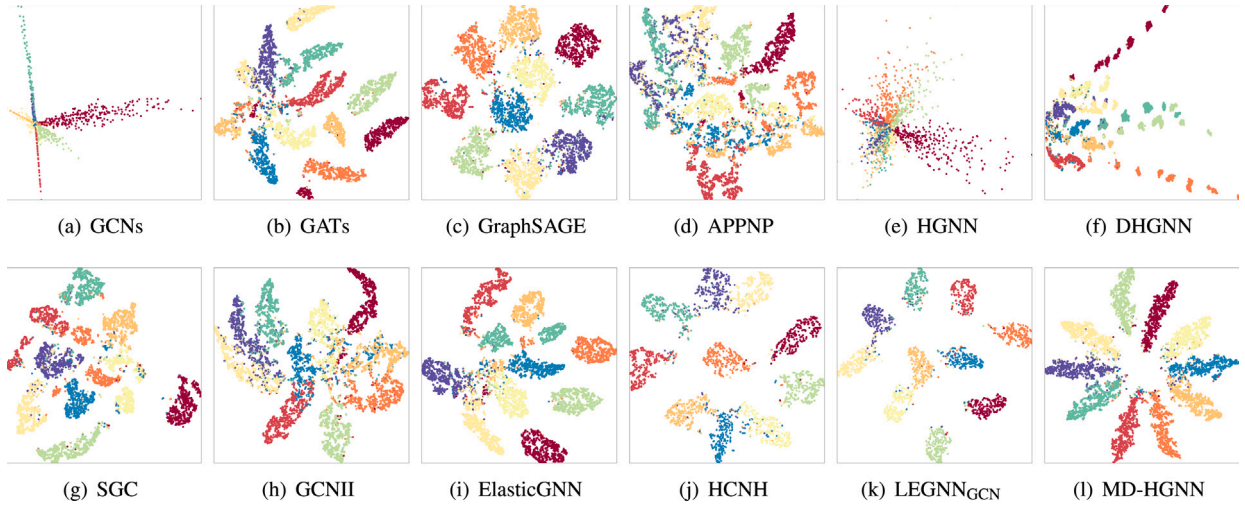 (a) GCNs (b) GATs (c) GraphSAGE (d) APPNP (e) HGNN (f) DHGNN
(g) SGC (h) GCNII (i) ElasticGNN (j) HCNH (k) LEGNN_GCN (l) MD-HGNN